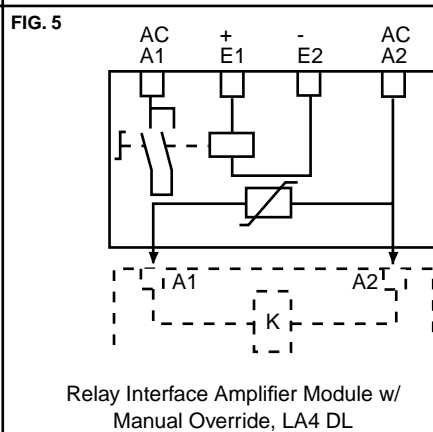 FIG. 5
AC + - AC
A1 E1 E2 A2
A1 A2
K
Relay Interface Amplifier Module w/
Manual Override, LA4 DL